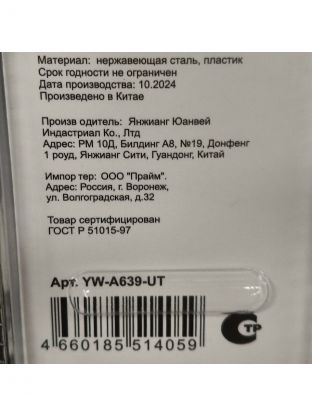 Материал: нержавеющая сталь, пластик
Срок годности не ограничен
Дата производства: 10.2024
Произведено в Китае
Произв одитель: Янжианг Юанвей
Индастриал Ко., Лтд
Адрес: РМ 10Д, Билдинг А8, №19, Донфенг
1 роуд, Янжианг Сити, Гуандонг, Китай
Импор тер: ООО "Прайм".
Адрес: Россия, г. Воронеж,
ул. Волгоградская, д.32
Товар сертифицирован
ГОСТ Р 51015-97
Арт. YW-A639-UT
4 660185 514059
СТР